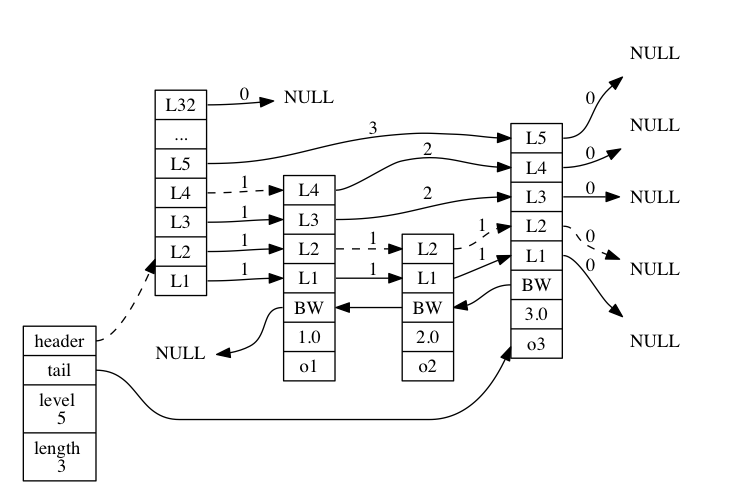 NULL
L32
0
NULL
0
...
3
L5
NULL
L5
2
0
L4
L4
1
L4
L3
1
L3
2
L3
0
NULL
L2
1
L2
1
L2
1
L2
0
NULL
L1
1
L1
1
L1
1
L1
0
BW
BW
BW
header
NULL
1.0
2.0
3.0
NULL
tail
o1
o2
o3
level
5
length
3